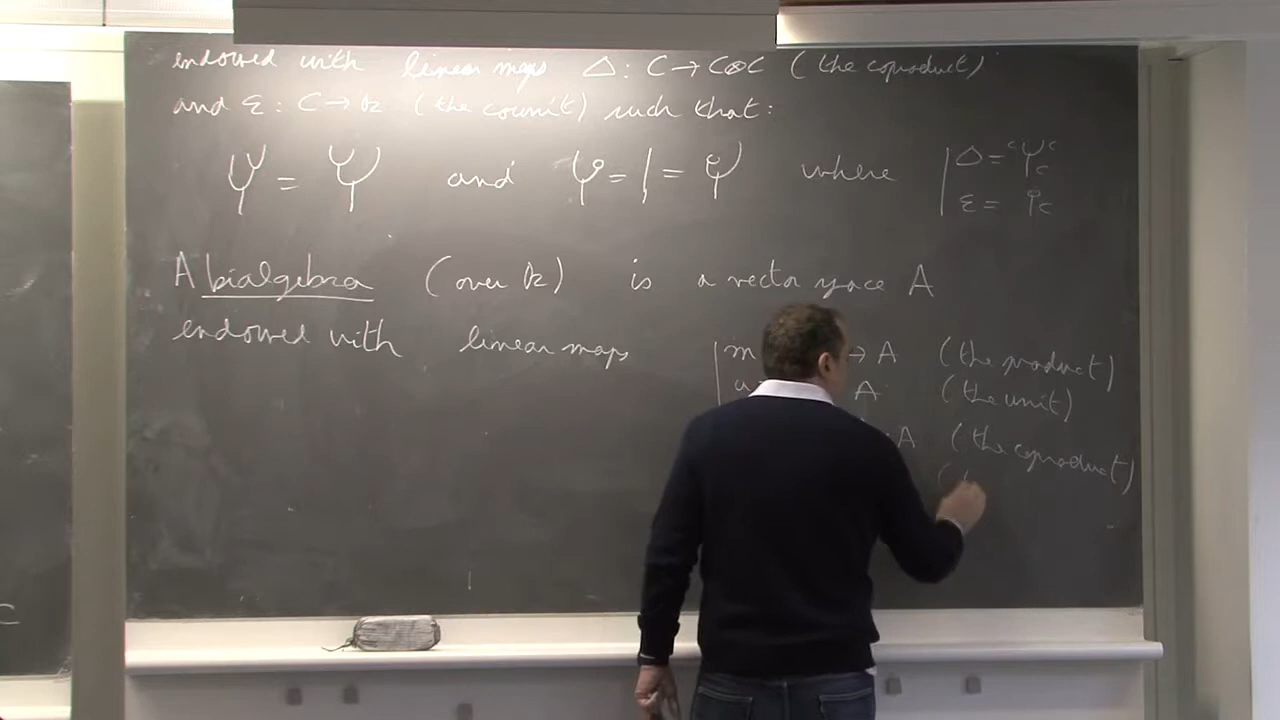 endowed with linear maps Δ : C → C⊗C (the coproduct)
and ε : C → k (the counit) such that :
= and = | = where Δ = C C C
ε = C
A bialgebra (over k) is a vector space A
endowed with linear maps m → A (the product)
u A (the unit)
A (the coproduct)
(
C